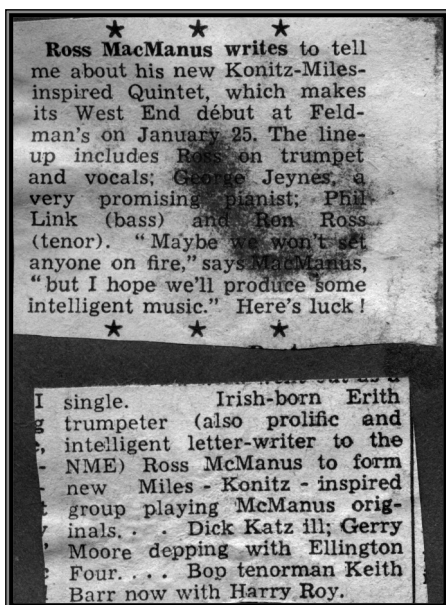 Ross MacManus writes to tell
me about his new Konitz-Miles-
inspired Quintet, which makes
its West End début at Feld-
man's on January 25. The line-
up includes Ross on trumpet
and vocals; George Jeynes, a
very promising pianist; Phil
Link (bass) and Ron Ross
(tenor). "Maybe we won't set
anyone on fire," says MacManus,
"but I hope we'll produce some
intelligent music." Here's luck!
single. Irish-born Erith
trumpeter (also prolific and
intelligent letter-writer to the
NME) Ross McManus to form
new Miles - Konitz - inspired
group playing McManus orig-
inals. . . Dick Katz ill; Gerry
Moore depping with Ellington
Four. . . . Bop tenorman Keith
Barr now with Harry Roy.